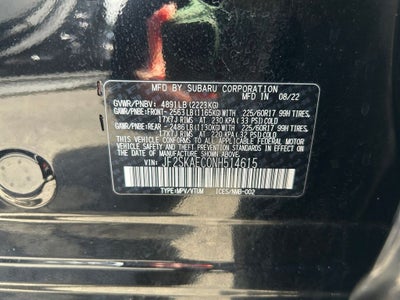 MFD BY SUBARU CORPORATION
MFD IN 08/22
GVWR/PNBV: 4891LB(2223KG)
GAWR/PNBE:FRONT-2563LB(1165KG)WITH 225/60R17 99H TIRES
17X7J RIMS AT 230 KPA(33 PSI)COLD
GAWR/PNBE:REAR -2486LB(1130KG)WITH 225/60R17 99H TIRES
17X7J RIMS AT 220 KPA(32 PSI)COLD
THIS VEHICLE CONFORMS TO ALL APPLICABLE FEDERAL MOTOR
VEHICLE SAFETY, BUMPER, AND THEFT PREVENTION STANDARDS
IN EFFECT ON THE DATE OF MANUFACTURE SHOWN ABOVE.
VIN: JF2SKAEC0NH514615
TYPE:MPV/VTUM ICES/NMB-002